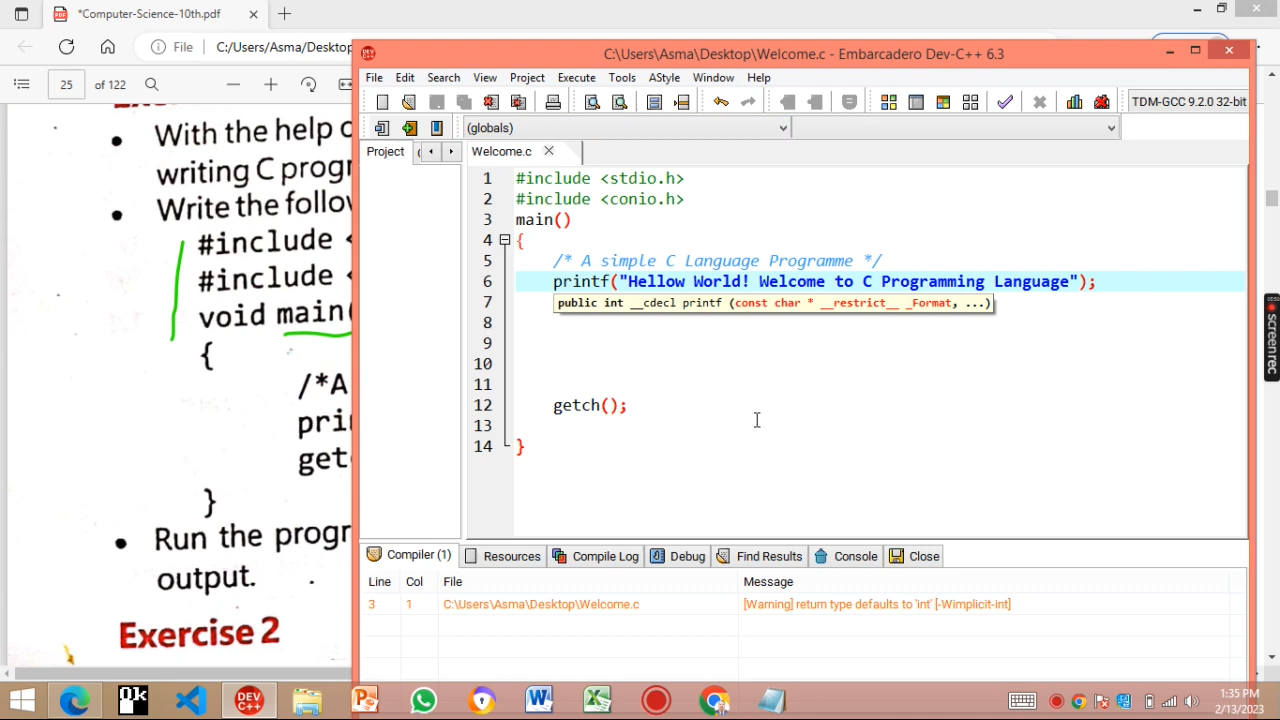 *Computer-Science-10th.pdf
File C:/Users/Asma/Desktop
25 of 122
With the help
writing C progr
Write the follow
#include <
#include <
void main(
{
/*A
pri
get
}
Run the progr
output.
Exercise 2
C:\Users\Asma\Desktop\Welcome.c - Embarcadero Dev-C++ 6.3
File Edit Search View Project Execute Tools AStyle Window Help
TDM-GCC 9.2.0 32-bit
(globals)
Project
Welcome.c
1 #include <stdio.h>
2 #include <conio.h>
3 main()
4 {
5 /* A simple C Language Programme */
6 printf("Hellow World! Welcome to C Programming Language");
7 public int __cdecl printf (const char * __restrict__ _Format, ...)
8
9
10
11
12 getch();
13
14 }
Compiler (1) Resources Compile Log Debug Find Results Console Close
Line Col File Message
3 1 C:\Users\Asma\Desktop\Welcome.c [Warning] return type defaults to 'int' [-Wimplicit-int]
screenrec
DEV C++
1:35 PM
2/13/2023